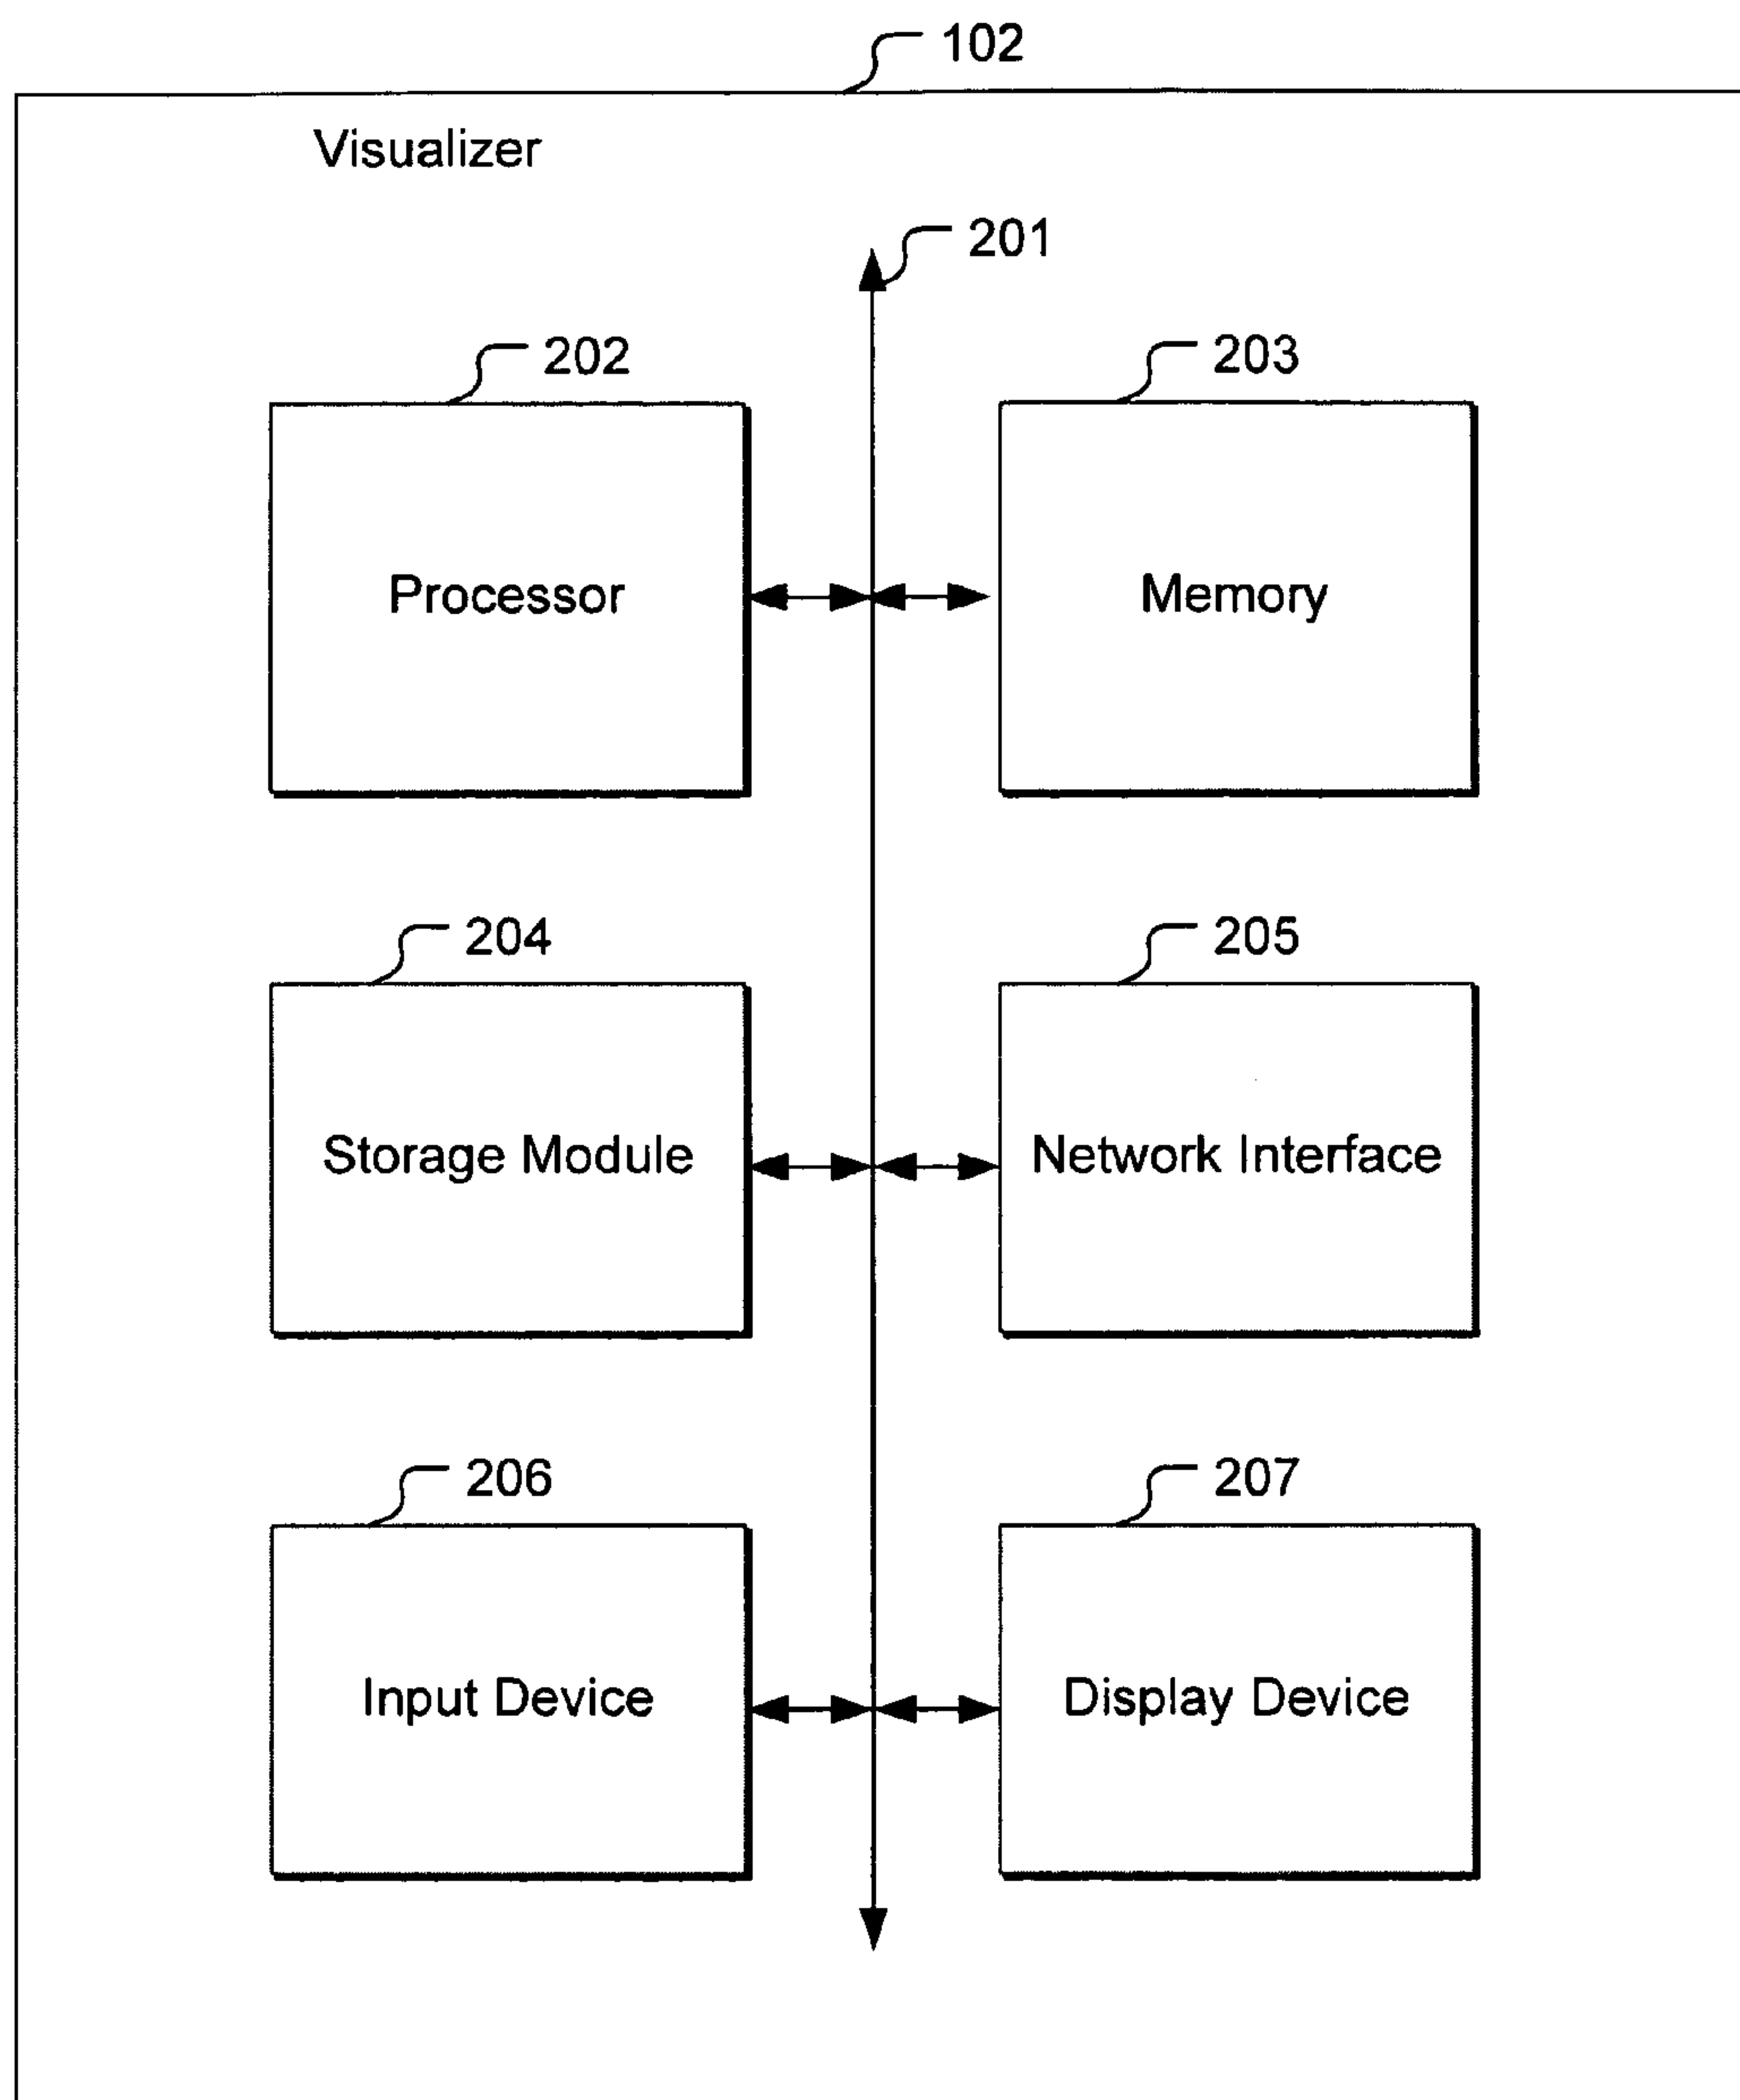 102
Visualizer
201
202
203
Processor
Memory
204
205
Storage Module
Network Interface
206
207
Input Device
Display Device